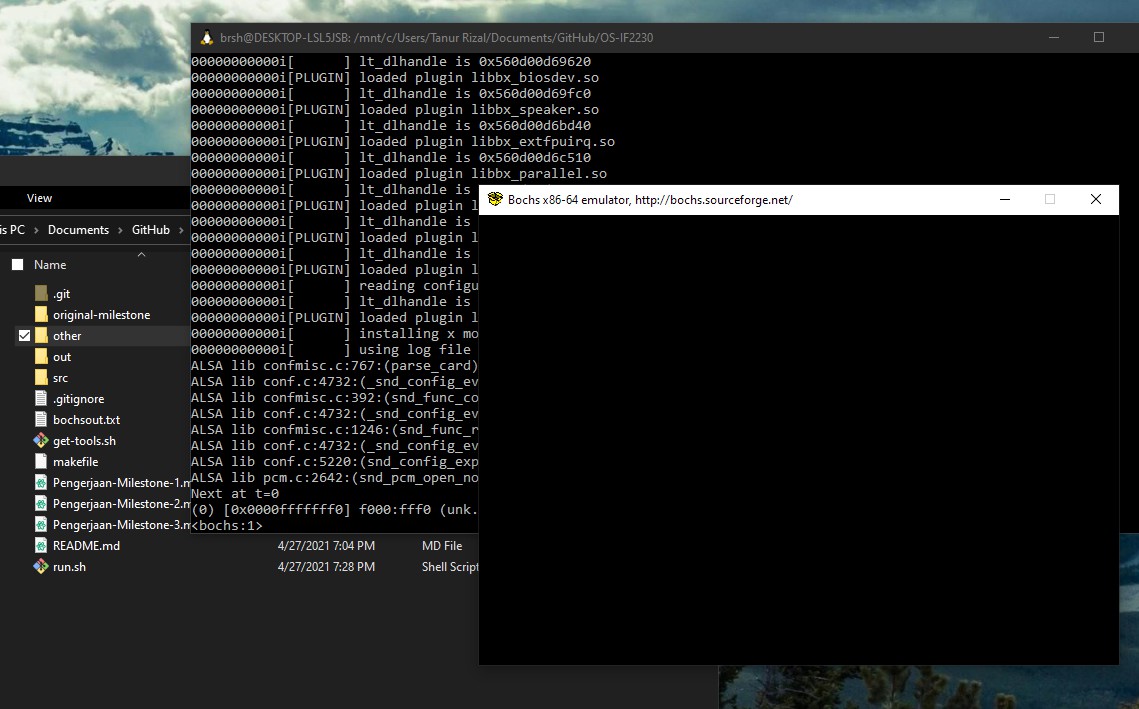 brsh@DESKTOP-LSL5JSB: /mnt/c/Users/Tanur Rizal/Documents/GitHub/OS-IF2230
00000000000i[      ] lt_dlhandle is 0x560d00d69620
00000000000i[PLUGIN] loaded plugin libbx_biosdev.so
00000000000i[      ] lt_dlhandle is 0x560d00d69fc0
00000000000i[PLUGIN] loaded plugin libbx_speaker.so
00000000000i[      ] lt_dlhandle is 0x560d00d6bd40
00000000000i[PLUGIN] loaded plugin libbx_extfpuirq.so
00000000000i[      ] lt_dlhandle is 0x560d00d6c510
00000000000i[PLUGIN] loaded plugin libbx_parallel.so
00000000000i[      ] lt_dlhandle is
00000000000i[PLUGIN] loaded plugin l
00000000000i[      ] lt_dlhandle is
00000000000i[PLUGIN] loaded plugin l
00000000000i[      ] lt_dlhandle is
00000000000i[PLUGIN] loaded plugin l
00000000000i[      ] reading configu
00000000000i[      ] lt_dlhandle is
00000000000i[PLUGIN] loaded plugin l
00000000000i[      ] installing x mo
00000000000i[      ] using log file
ALSA lib confmisc.c:767:(parse_card)
ALSA lib conf.c:4732:(_snd_config_ev
ALSA lib confmisc.c:392:(snd_func_co
ALSA lib conf.c:4732:(_snd_config_ev
ALSA lib confmisc.c:1246:(snd_func_r
ALSA lib conf.c:4732:(_snd_config_ev
ALSA lib conf.c:5220:(snd_config_exp
ALSA lib pcm.c:2642:(snd_pcm_open_no
Next at t=0
(0) [0x0000fffffff0] f000:fff0 (unk.
<bochs:1>
Bochs x86-64 emulator, http://bochs.sourceforge.net/
View
is PC > Documents > GitHub >
Name
.git
original-milestone
other
out
src
.gitignore
bochsout.txt
get-tools.sh
makefile
Pengerjaan-Milestone-1.m
Pengerjaan-Milestone-2.m
Pengerjaan-Milestone-3.m
README.md 4/27/2021 7:04 PM MD File
run.sh 4/27/2021 7:28 PM Shell Script